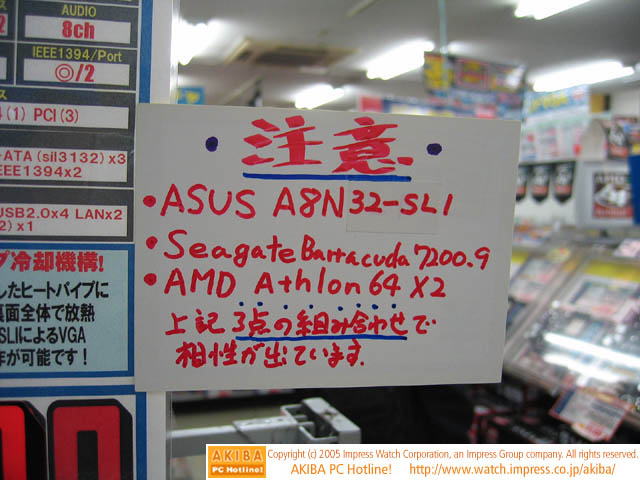 AUDIO
8ch
IEEE1394/Port
◎/2
(1) PCI(3)
-ATA(sil3132)x3
EEE1394x2
USB2.0x4 LANx2
2)x1
冷却機構!
したヒートパイプに
面全体で放熱
SLIによるVGA
が可能です!
注意
• ASUS A8N32-SLI
• Seagate Barracuda 7200.9
• AMD Athlon 64 X2
上記3点の組み合わせで
相性が出ています.
AKIBA
PC Hotline!
Copyright (c) 2005 Impress Watch Corporation, an Impress Group company. All rights reserved.
AKIBA PC Hotline! http://www.watch.impress.co.jp/akiba/